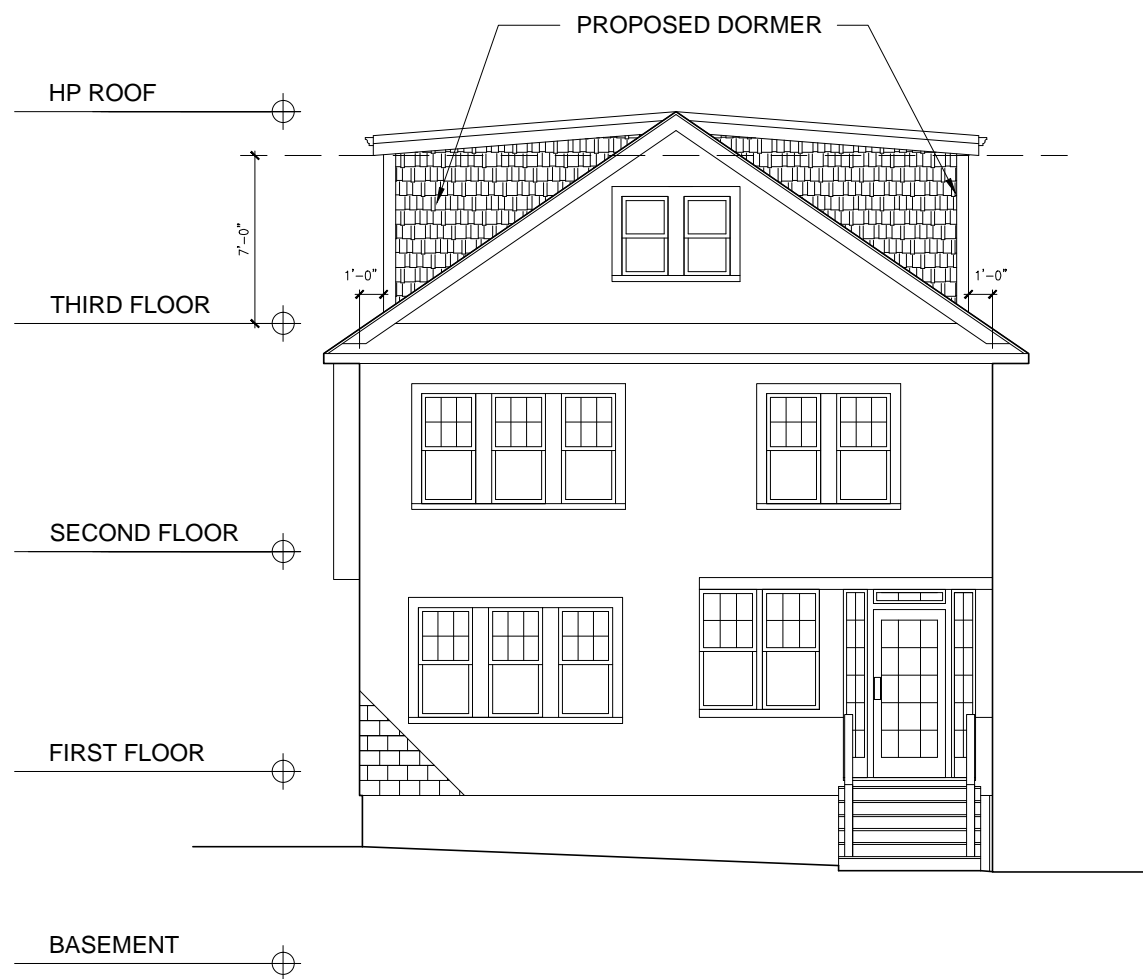 PROPOSED DORMER
HP ROOF
7'-0"
1'-0"
1'-0"
THIRD FLOOR
SECOND FLOOR
FIRST FLOOR
BASEMENT